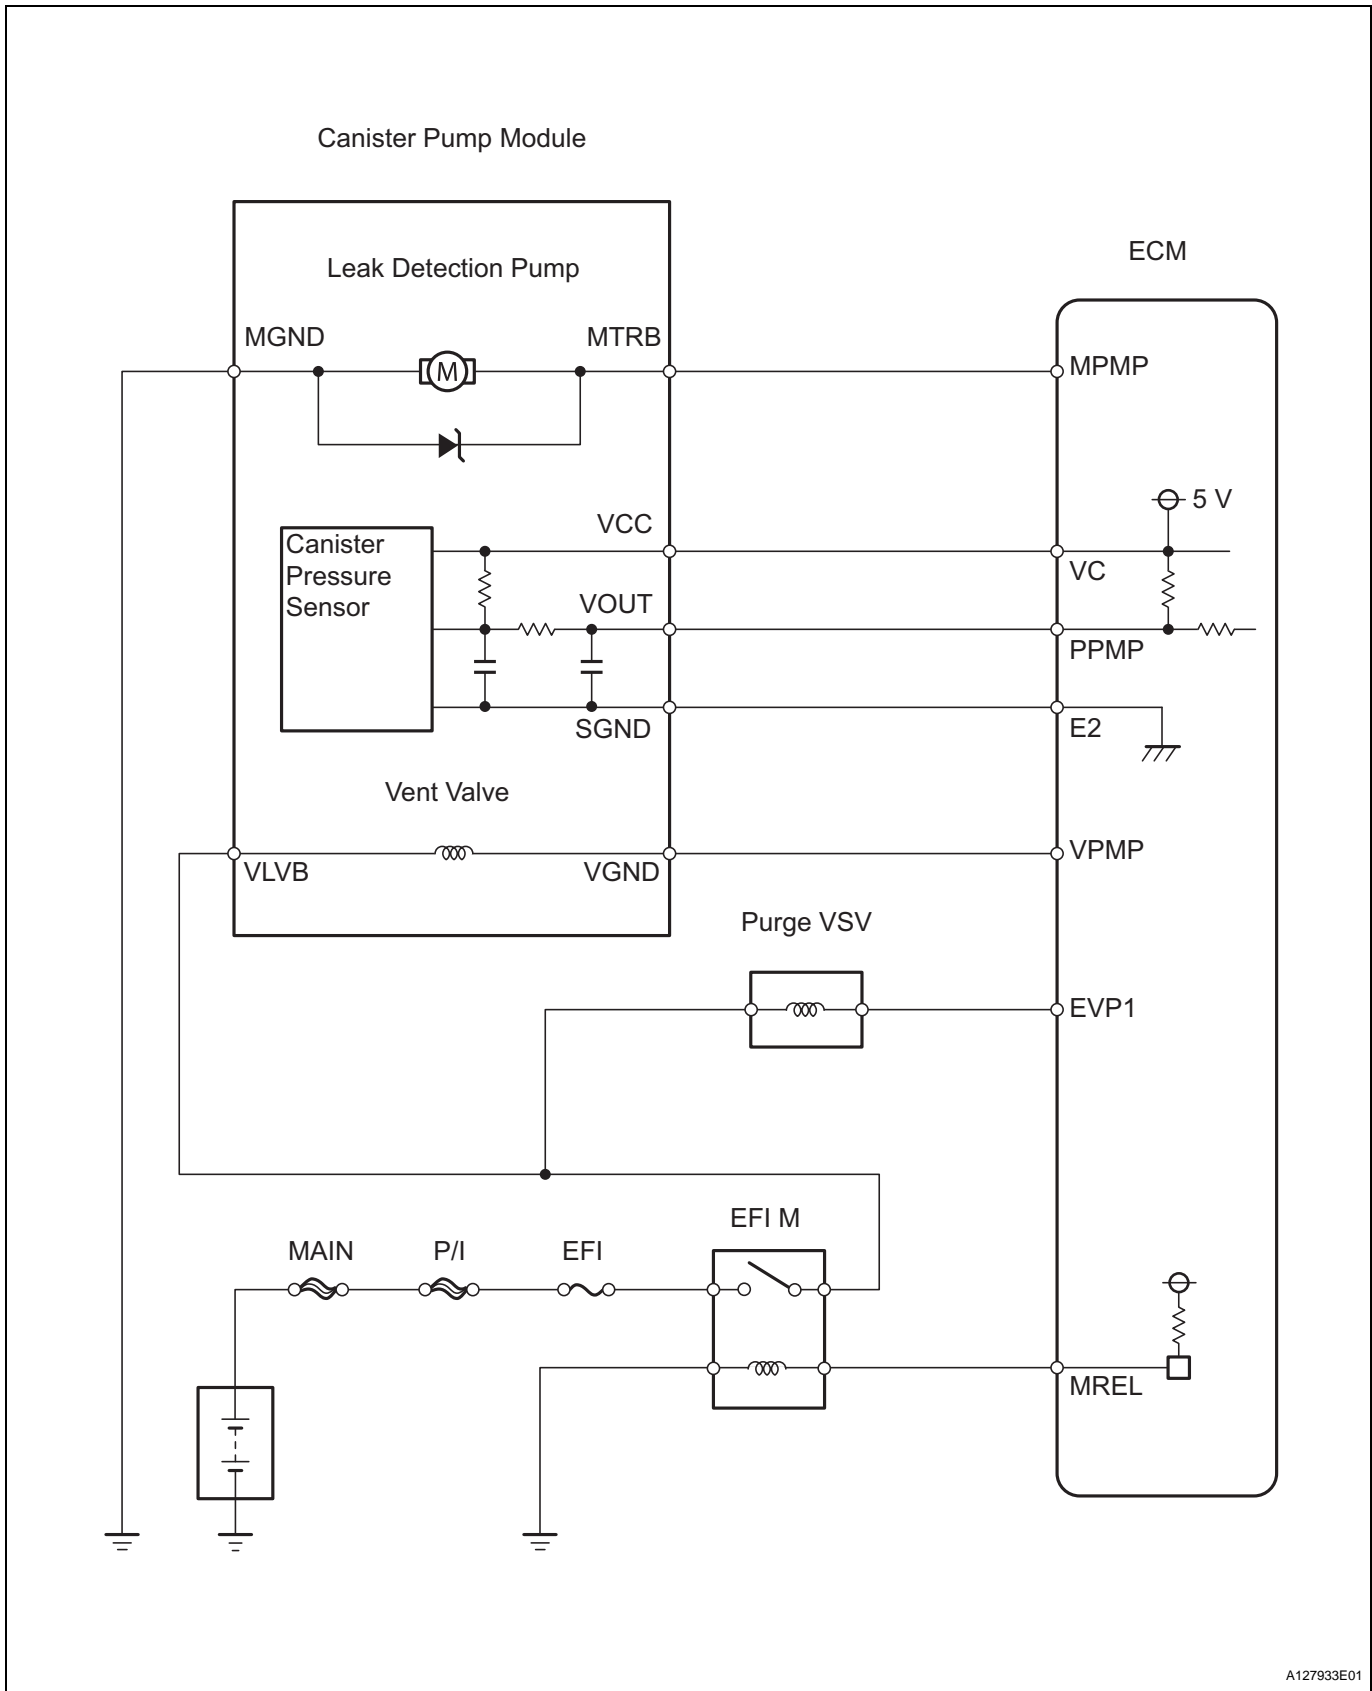 Canister Pump Module
ECM
Leak Detection Pump
MGND
MTRB
M
MPMP
5 V
Canister
Pressure
Sensor
VCC
VC
VOUT
PPMP
SGND
E2
Vent Valve
VLVB
VGND
VPMP
Purge VSV
EVP1
EFI M
MAIN
P/I
EFI
MREL
A127933E01